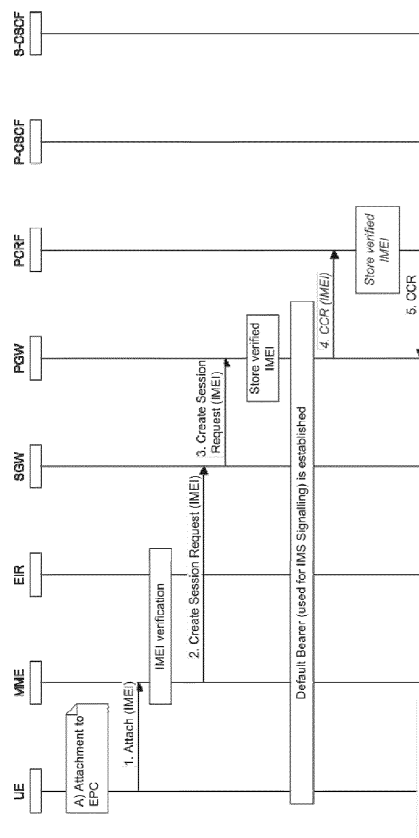 UE
MME
EIR
SGW
PGW
PCRF
P-CSCF
S-CSCF
A) Attachment to
EPC
1. Attach (IMEI)
IMEI verification
2. Create Session Request (IMEI)
3. Create Session
Request (IMEI)
Store verified
IMEI
Default Bearer (used for IMS Signalling) is established
4. CCR (IMEI)
Store verified
IMEI
5. CCR